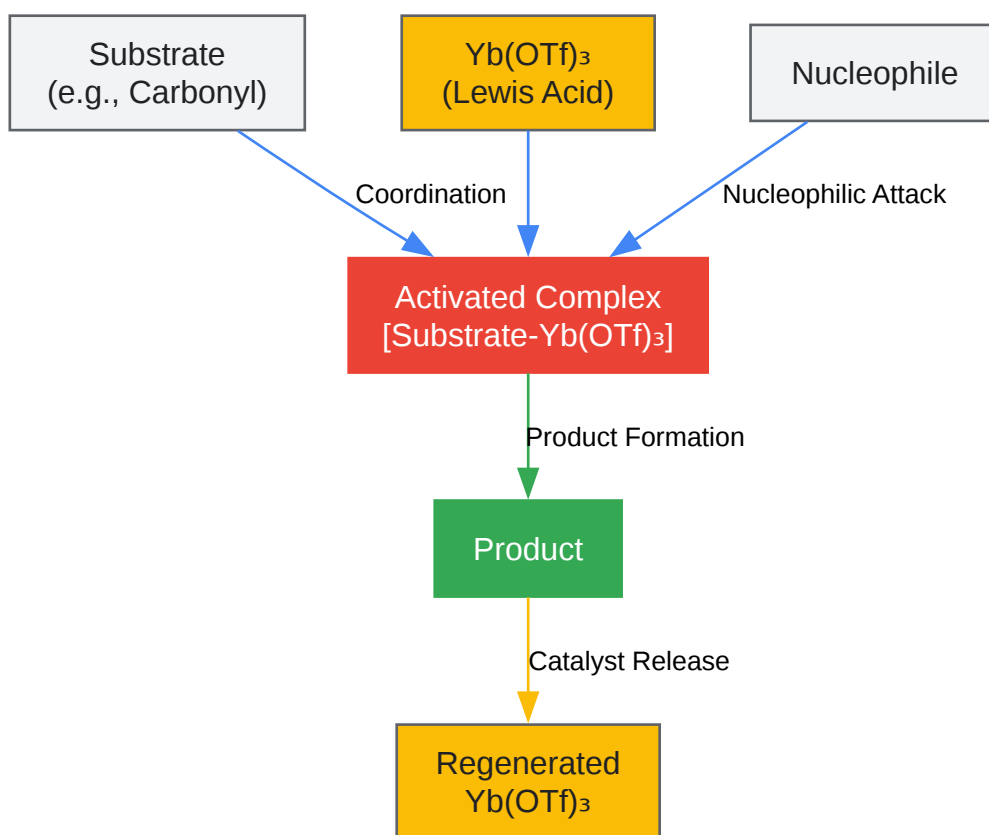 Substrate
(e.g., Carbonyl)
Yb(OTf)₃
(Lewis Acid)
Nucleophile
Coordination
Nucleophilic Attack
Activated Complex
[Substrate-Yb(OTf)₃]
Product Formation
Product
Catalyst Release
Regenerated
Yb(OTf)₃